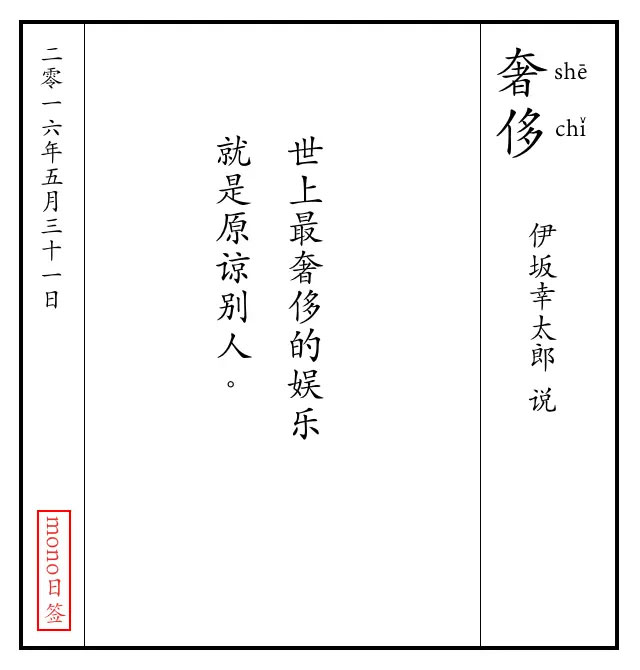 奢侈
shē
chǐ
伊坂幸太郎 说
世上最奢侈的娱乐
就是原谅别人。
二零一六年五月三十一日
mono日签